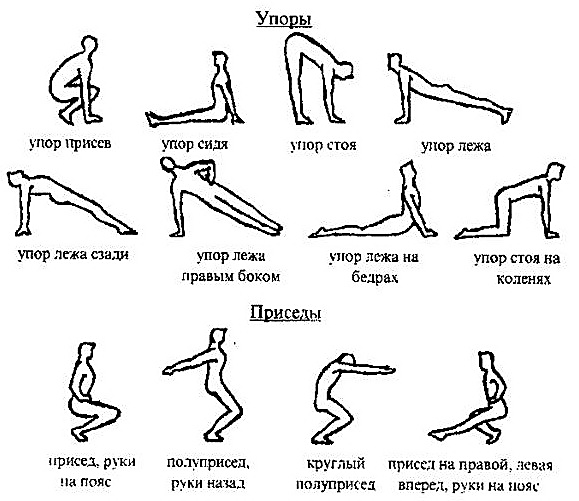 Упоры
упор присев
упор сидя
упор стоя
упор лежа
упор лежа сзади
упор лежа
правым боком
упор лежа на
бедрах
упор стоя на
коленях
Приседы
присед, руки
на пояс
полуприсед,
руки назад
круглый
полуприсед
присед на правой, левая
вперед, руки на пояс